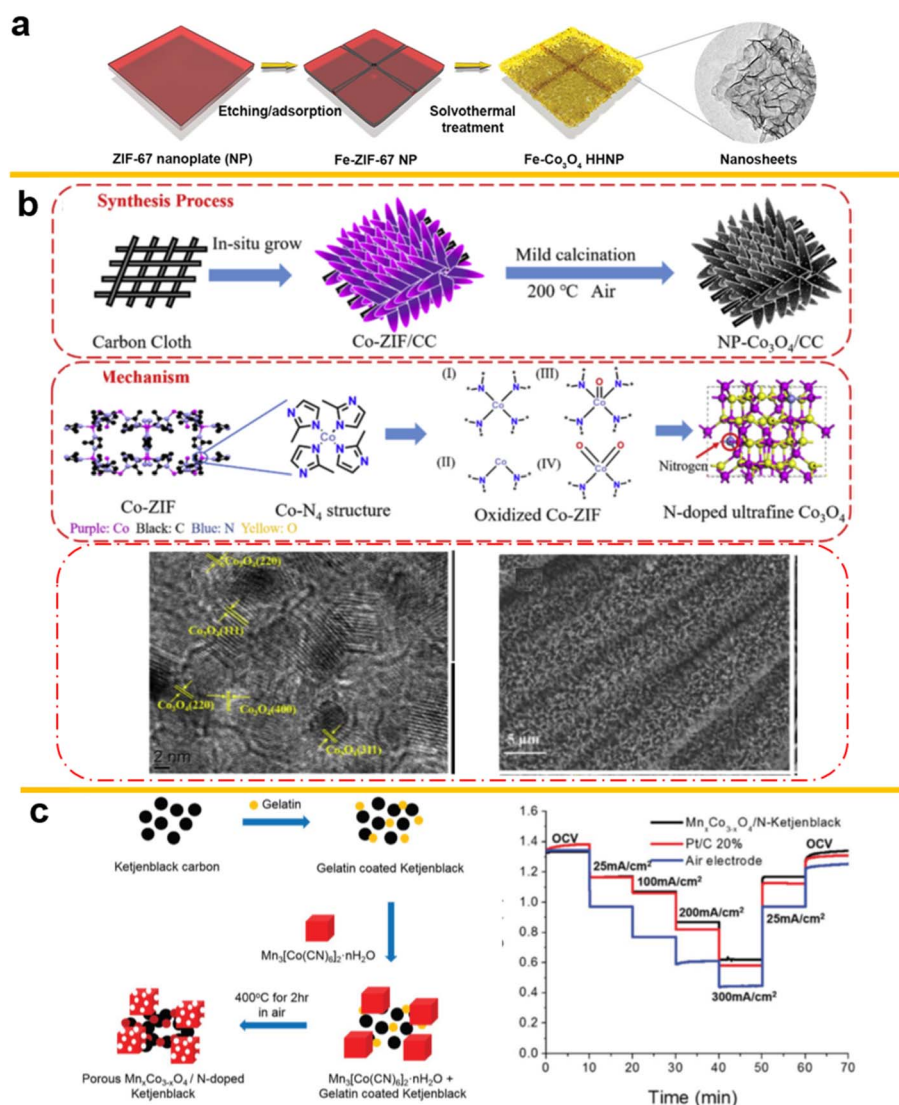 a
Etching/adsorption
Solvothermal
treatment
ZIF-67 nanoplate (NP)
Fe-ZIF-67 NP
Fe-Co₃O₄ HHNP
Nanosheets
b
Synthesis Process
In-situ grow
Mild calcination
200 ℃ Air
Carbon Cloth
Co-ZIF/CC
NP-Co₃O₄/CC
Mechanism
(I)
(III)
(II)
(IV)
Nitrogen
Co-ZIF
Co-N₄ structure
Oxidized Co-ZIF
N-doped ultrafine Co₃O₄
Purple: Co Black: C Blue: N Yellow: O
Co₃O₄(220)
Co₃O₄(111)
Co₃O₄(220)
Co₃O₄(400)
Co₃O₄(311)
2 nm
5 μm
c
Gelatin
Ketjenblack carbon
Gelatin coated Ketjenblack
Mn₃[Co(CN)₆]₂·nH₂O
400°C for 2hr
in air
Porous MnₓCo₃₋ₓO₄ / N-doped
Ketjenblack
Mn₃[Co(CN)₆]₂·nH₂O +
Gelatin coated Ketjenblack
1.6
1.4
1.2
1.0
0.8
0.6
0.4
0.2
0.0
OCV
MnₓCo₃₋ₓO₄/N-Ketjenblack
Pt/C 20%
Air electrode
OCV
25mA/cm²
100mA/cm²
200mA/cm²
25mA/cm²
300mA/cm²
0 10 20 30 40 50 60 70
Time (min)